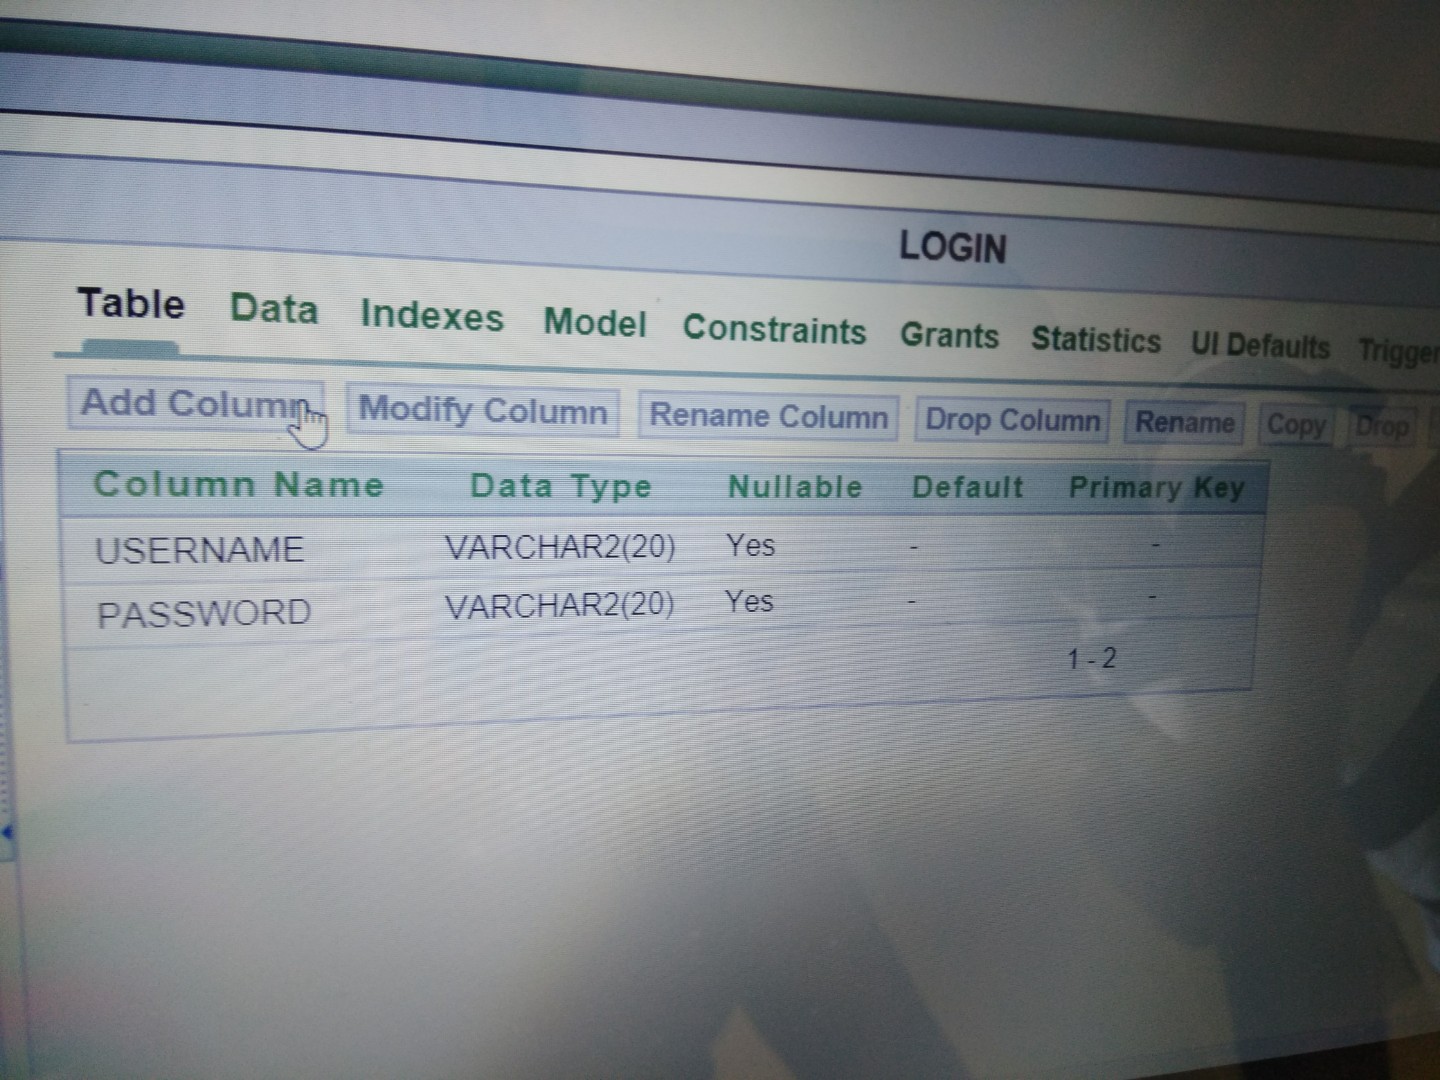 LOGIN
Table Data Indexes Model Constraints Grants Statistics UI Defaults Trigger
Add Column Modify Column Rename Column Drop Column Rename Copy Drop
Column Name Data Type Nullable Default Primary Key
USERNAME VARCHAR2(20) Yes - -
PASSWORD VARCHAR2(20) Yes - -
1 - 2